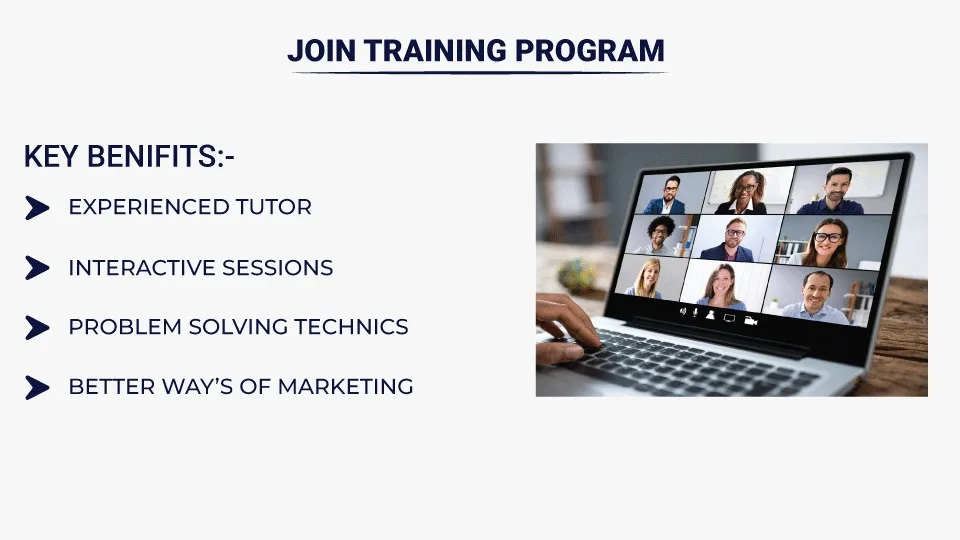 JOIN TRAINING PROGRAM
KEY BENIFITS:-
EXPERIENCED TUTOR
INTERACTIVE SESSIONS
PROBLEM SOLVING TECHNICS
BETTER WAY’S OF MARKETING